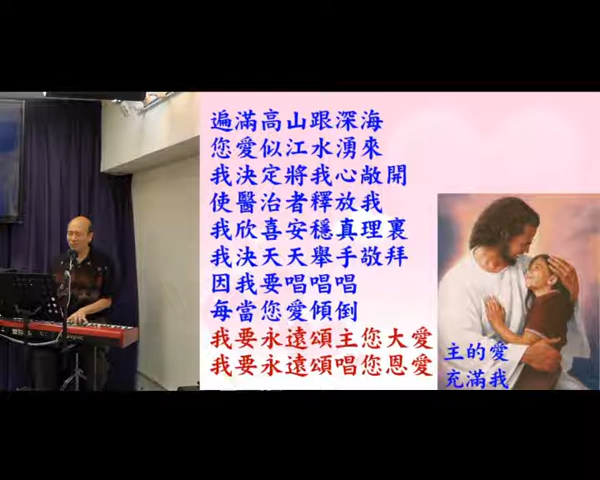 遍滿高山跟深海
您愛似江水湧來
我決定將我心敞開
使醫治者釋放我
我欣喜安穩真理裏
我決天天舉手敬拜
因我要唱唱唱
每當您愛傾倒
我要永遠頌主您大愛
我要永遠頌唱您恩愛
主的愛
充滿我